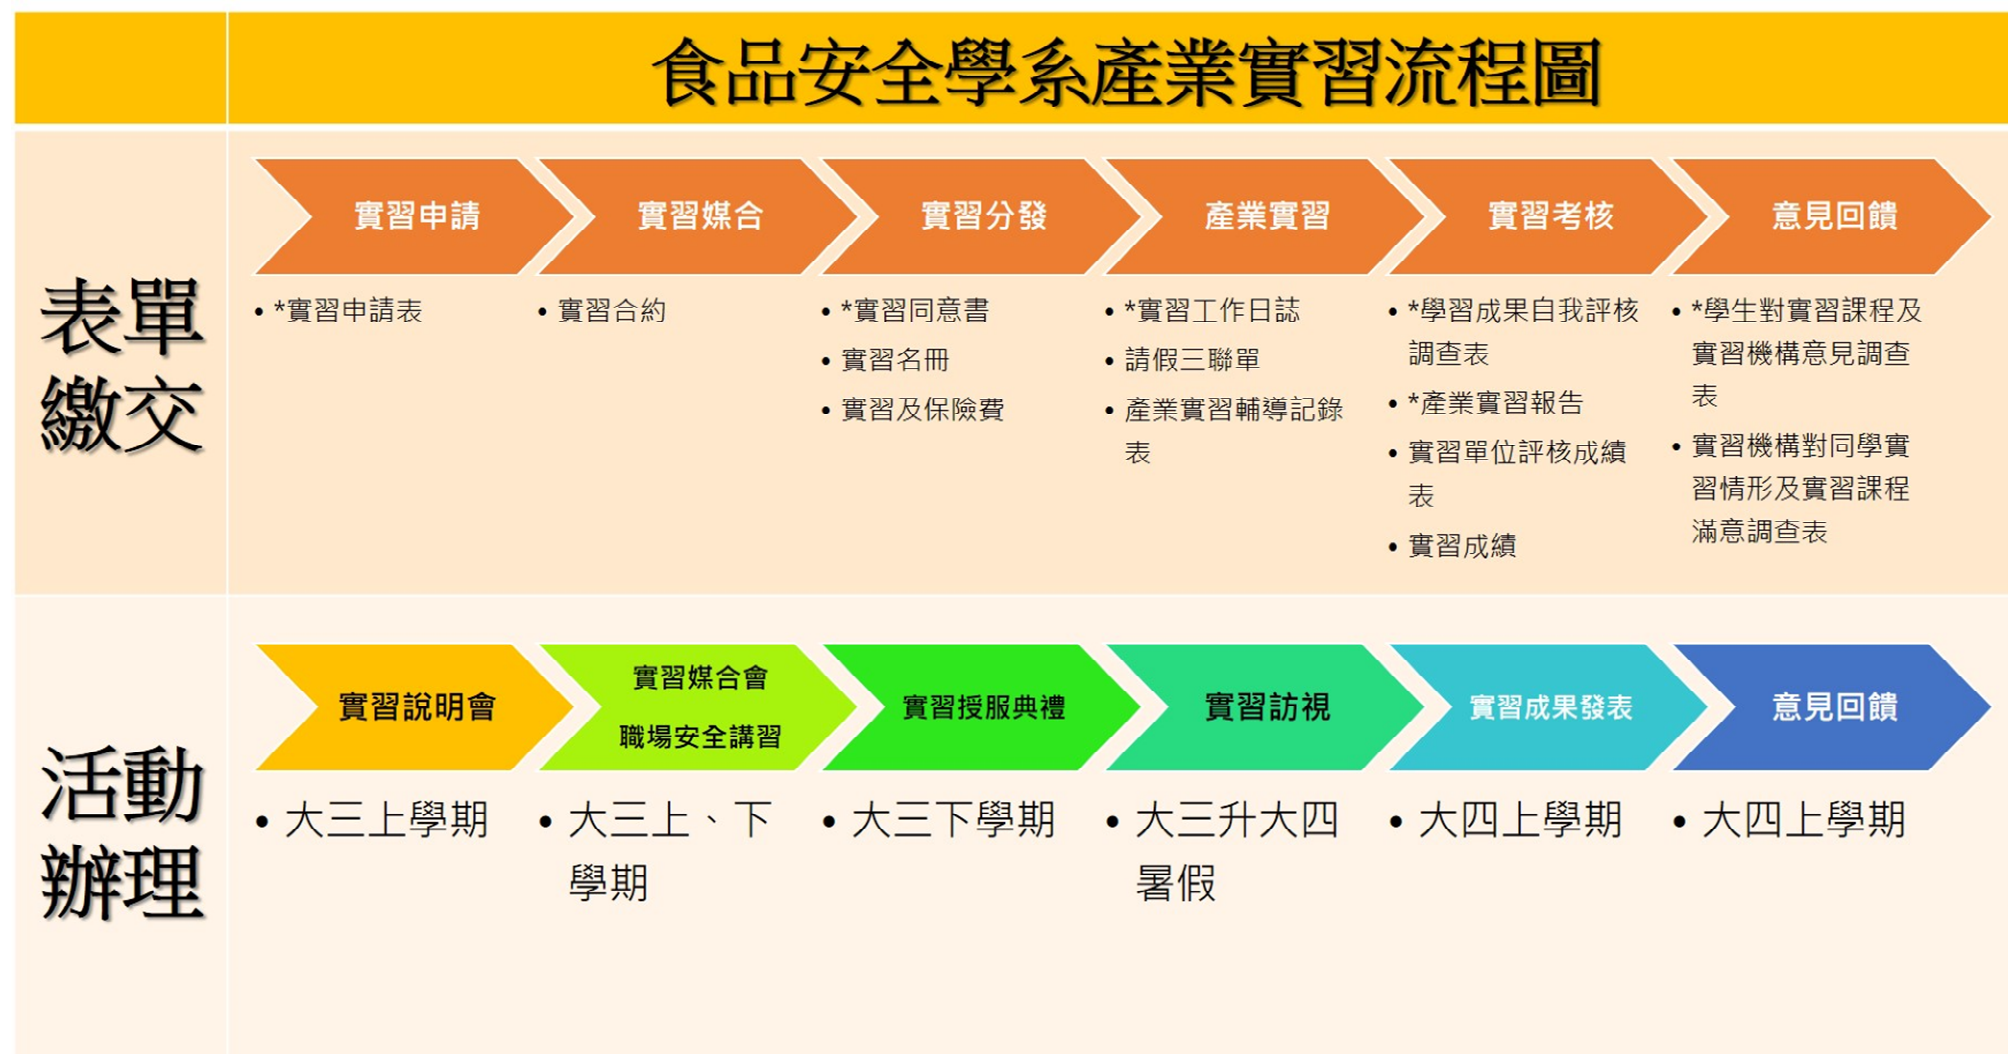 食品安全學系產業實習流程圖
表單
繳交
實習申請
• *實習申請表
實習媒合
• 實習合約
實習分發
• *實習同意書
• 實習名冊
• 實習及保險費
產業實習
• *實習工作日誌
• 請假三聯單
• 產業實習輔導記錄
表
實習考核
• *學習成果自我評核
調查表
• *產業實習報告
• 實習單位評核成績
表
• 實習成績
意見回饋
• *學生對實習課程及
實習機構意見調查
表
• 實習機構對同學實
習情形及實習課程
滿意調查表
活動
辦理
實習說明會
• 大三上學期
實習媒合會
職場安全講習
• 大三上、下
學期
實習授服典禮
• 大三下學期
實習訪視
• 大三升大四
暑假
實習成果發表
• 大四上學期
意見回饋
• 大四上學期